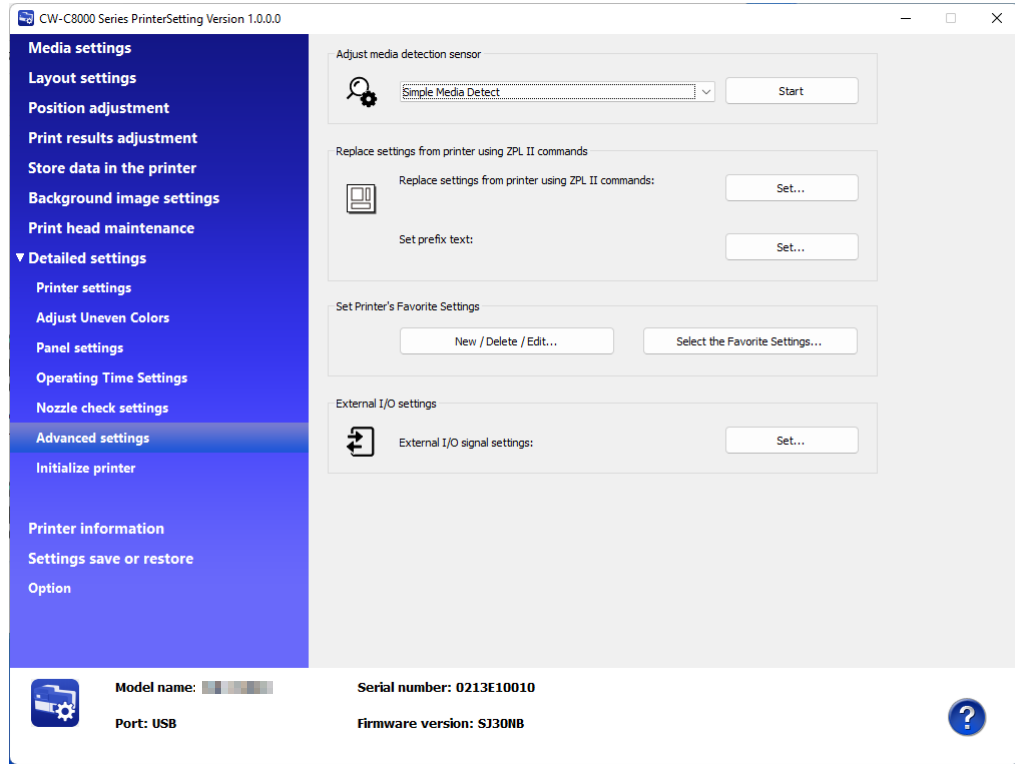 CW-C8000 Series PrinterSetting Version 1.0.0.0
Media settings
Layout settings
Position adjustment
Print results adjustment
Store data in the printer
Background image settings
Print head maintenance
Detailed settings
Printer settings
Adjust Uneven Colors
Panel settings
Operating Time Settings
Nozzle check settings
Advanced settings
Initialize printer
Printer information
Settings save or restore
Option
Adjust media detection sensor
Simple Media Detect
Start
Replace settings from printer using ZPL II commands
Replace settings from printer using ZPL II commands:
Set...
Set prefix text:
Set...
Set Printer's Favorite Settings
New / Delete / Edit...
Select the Favorite Settings...
External I/O settings
External I/O signal settings:
Set...
Model name:
Serial number: 0213E10010
Port: USB
Firmware version: SJ30NB
?